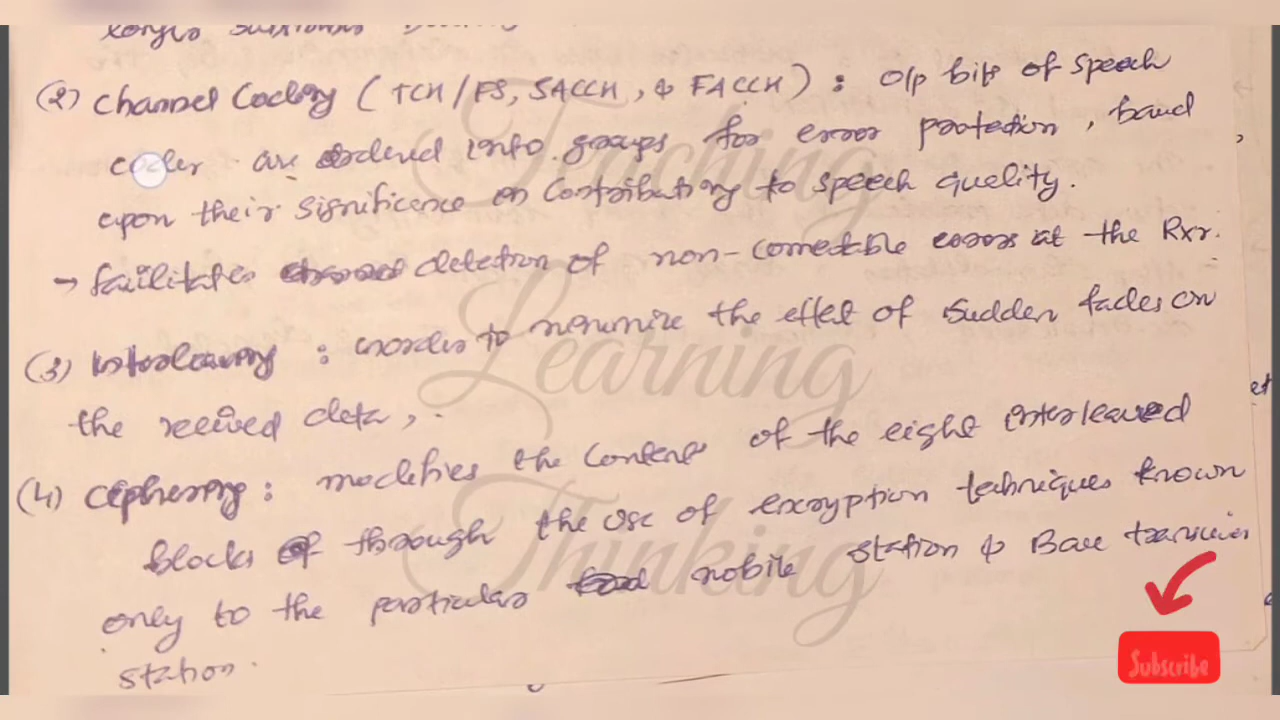 (2) Channel Coding (TCH/FS, SACCH, & FACCH) : O/p bits of speech
coder are ordered into groups for error protection, based
upon their significance in contributing to speech quality.
→ facilitates detection of non-correctable errors at the Rxr.
(3) Interleaving : inorder to minimize the effect of sudden fades on
the received data,
(4) Ciphering : modifies the content of the eight interleaved
blocks through the use of encryption techniques known
only to the particular mobile station & Base transceiver
station.
Teaching
Learning
Thinking
Subscribe